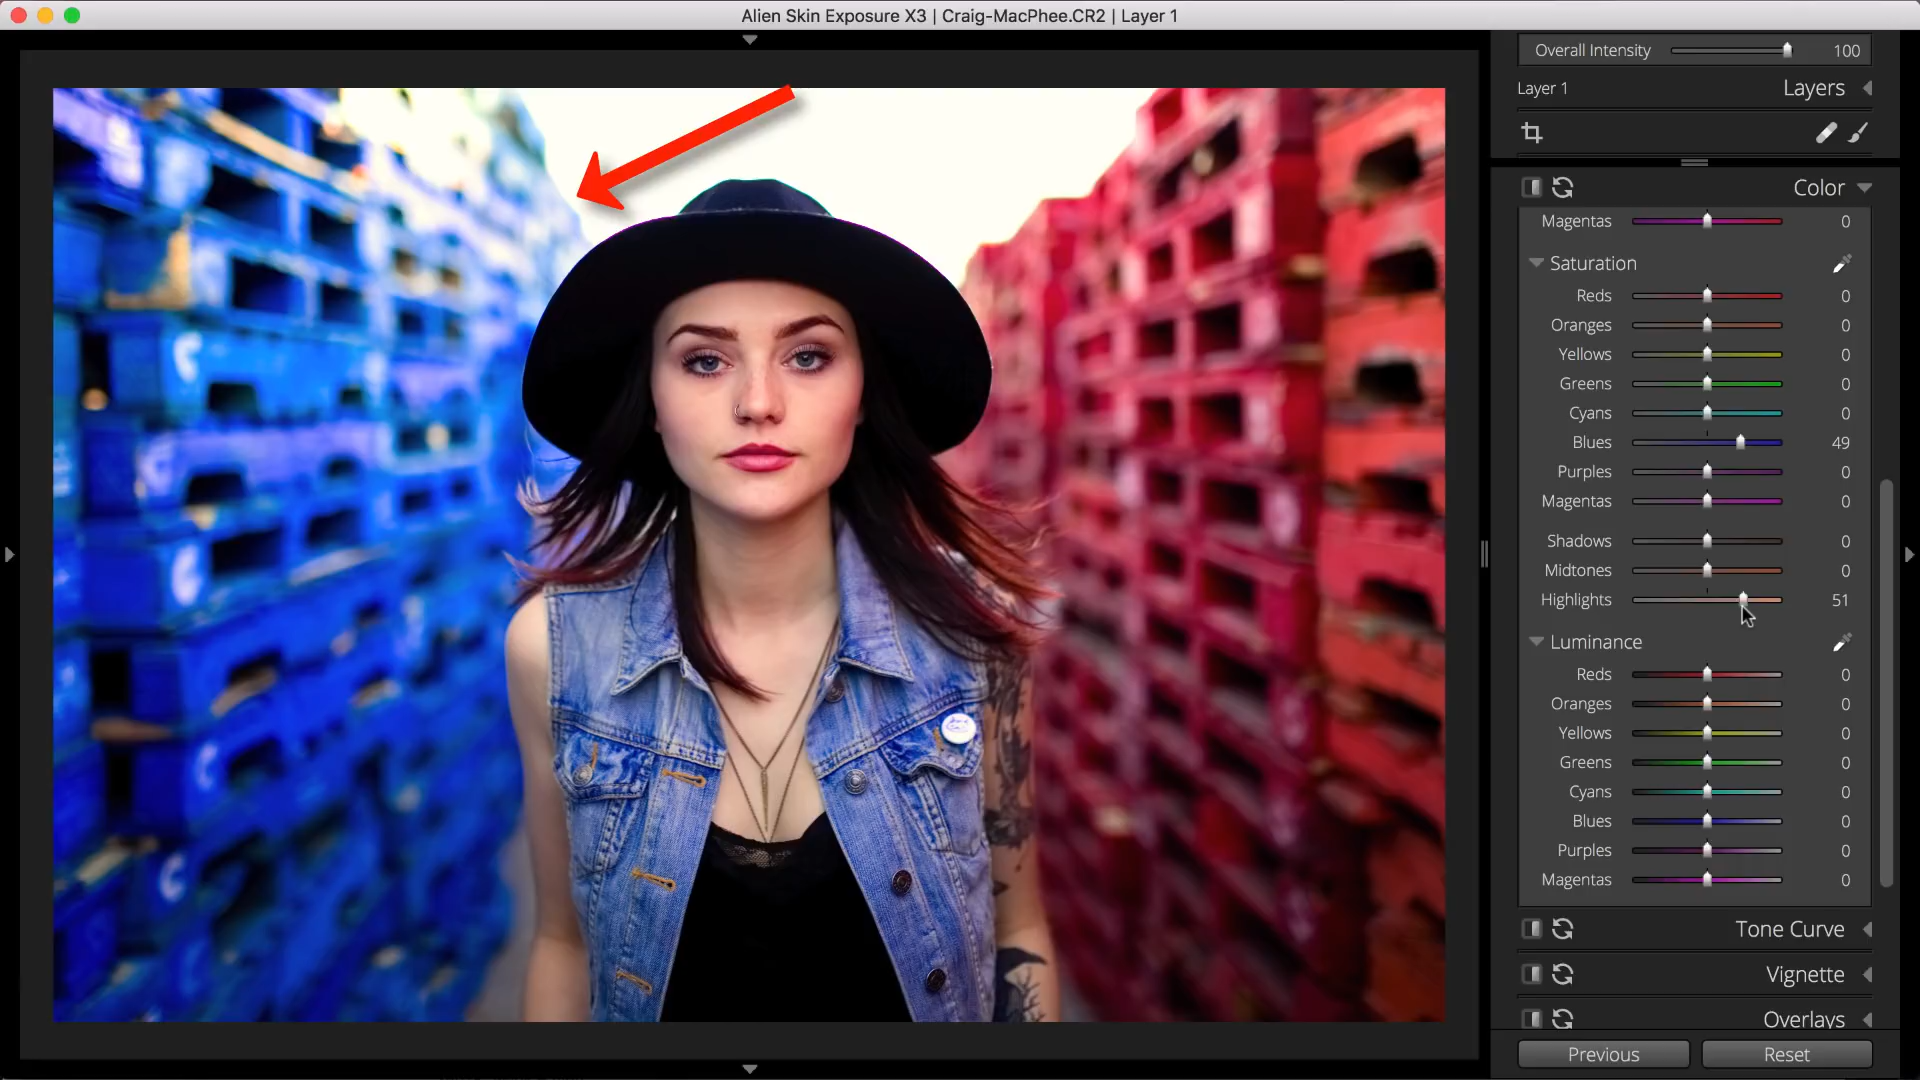 Alien Skin Exposure X3 | Craig-MacPhee.CR2 | Layer 1
Overall Intensity 100
Layer 1 Layers
Color
Magentas 0
Saturation
Reds 0
Oranges 0
Yellows 0
Greens 0
Cyans 0
Blues 49
Purples 0
Magentas 0
Shadows 0
Midtones 0
Highlights 51
Luminance
Reds 0
Oranges 0
Yellows 0
Greens 0
Cyans 0
Blues 0
Purples 0
Magentas 0
Tone Curve
Vignette
Overlays
Previous Reset